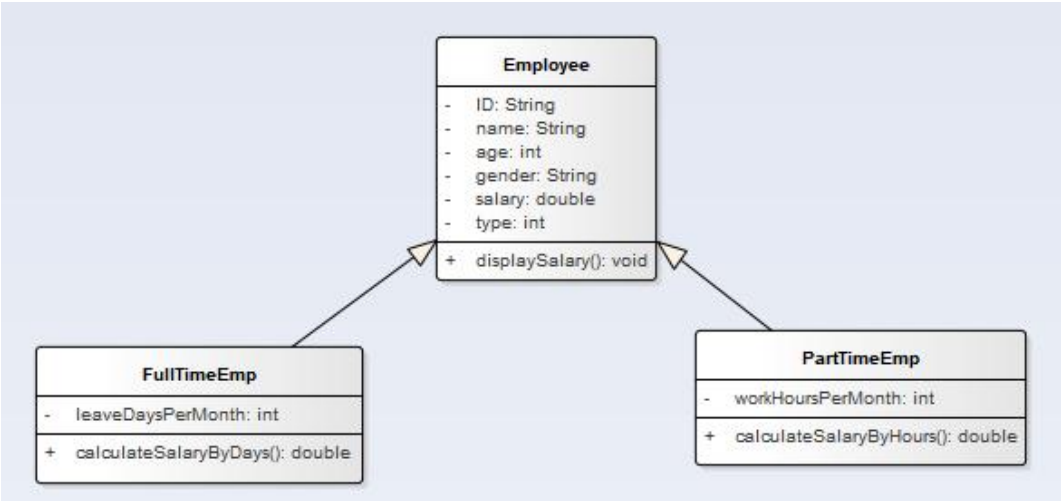 Employee
- ID: String
- name: String
- age: int
- gender: String
- salary: double
- type: int
+ displaySalary(): void
FullTimeEmp
- leaveDaysPerMonth: int
+ calculateSalaryByDays(): double
PartTimeEmp
- workHoursPerMonth: int
+ calculateSalaryByHours(): double